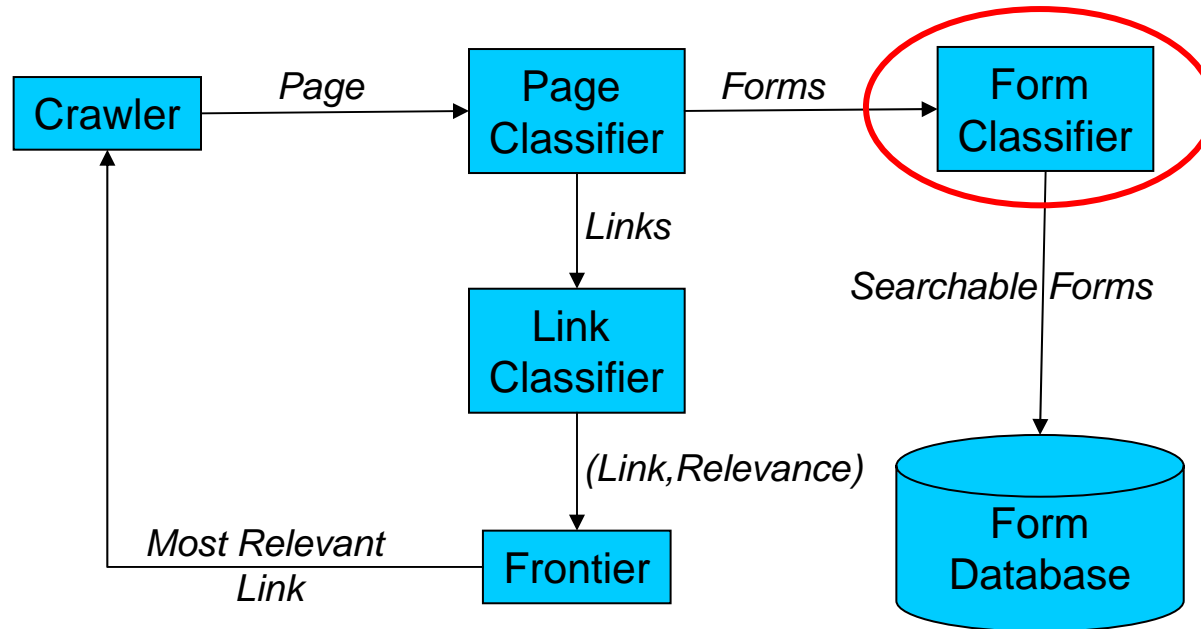 Crawler
Page
Page
Classifier
Forms
Form
Classifier
Links
Searchable Forms
Link
Classifier
(Link,Relevance)
Most Relevant
Link
Frontier
Form
Database